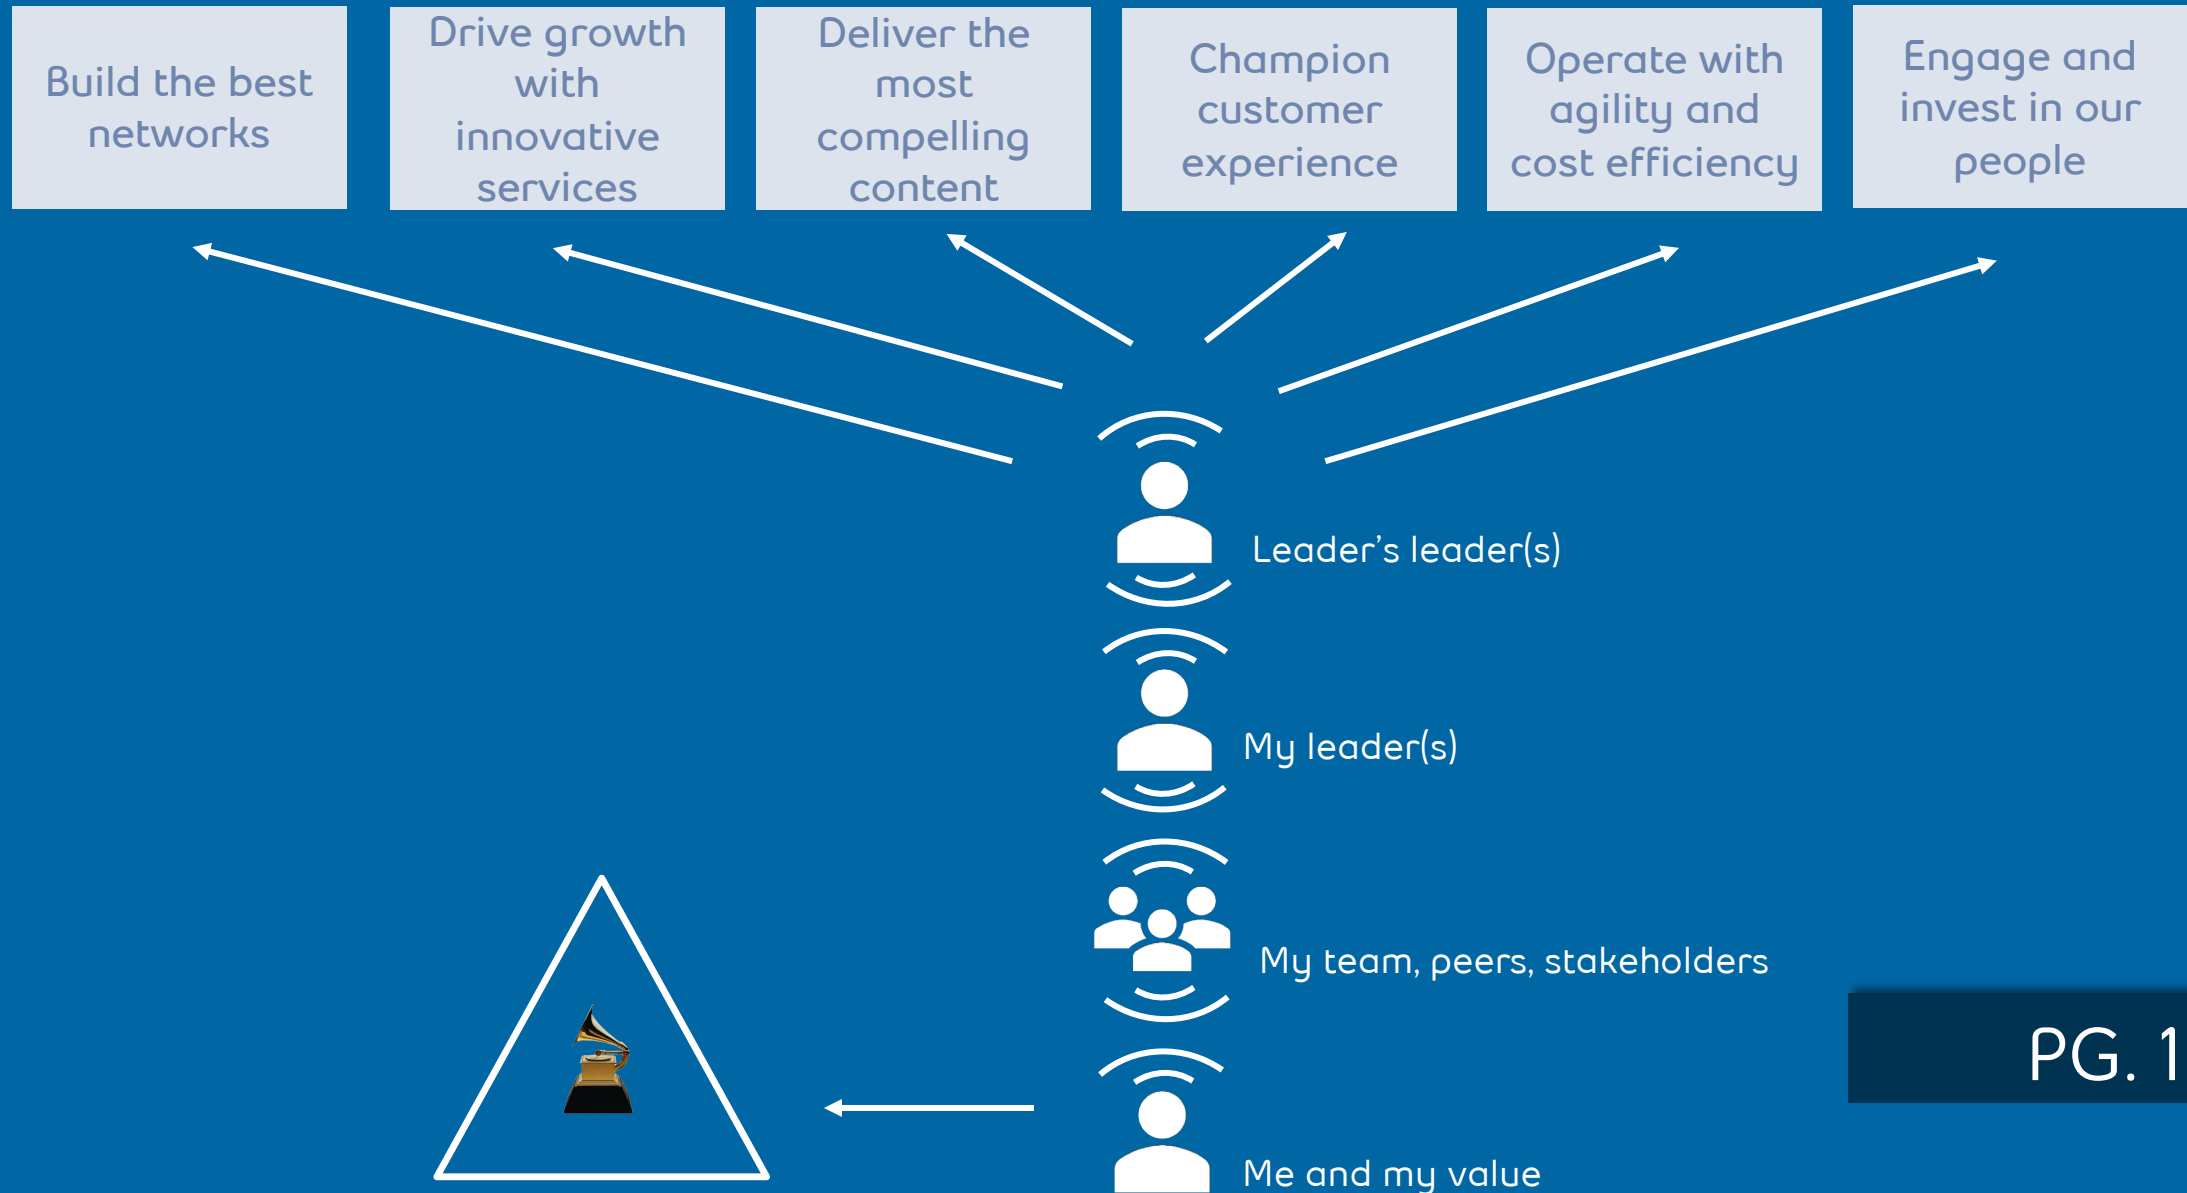 Build the best
networks
Drive growth
with
innovative
services
Deliver the
most
compelling
content
Champion
customer
experience
Operate with
agility and
cost efficiency
Engage and
invest in our
people
Leader’s leader(s)
My leader(s)
My team, peers, stakeholders
PG. 1
Me and my value